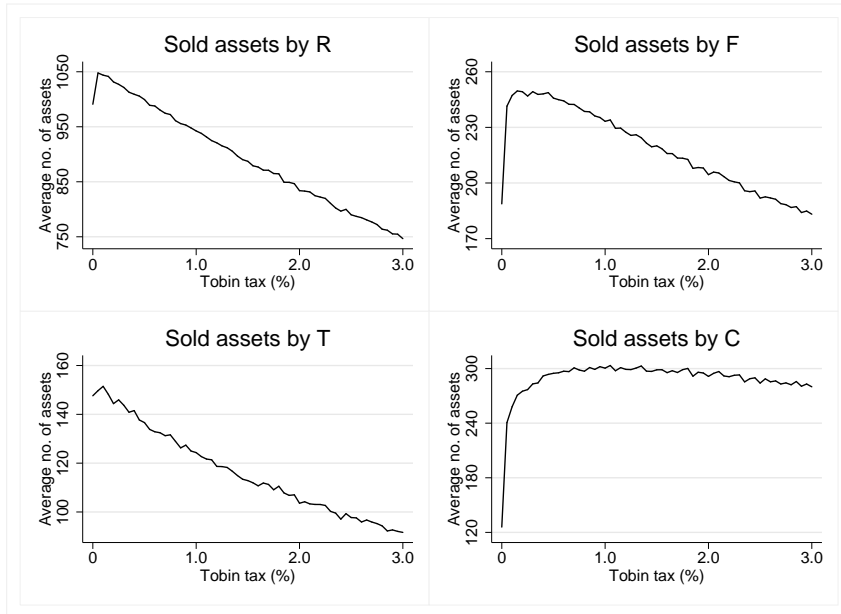 Sold assets by R
Average no. of assets
1050
950
850
750
0 1.0 2.0 3.0
Tobin tax (%)
Sold assets by F
Average no. of assets
260
230
200
170
0 1.0 2.0 3.0
Tobin tax (%)
Sold assets by T
Average no. of assets
160
140
120
100
0 1.0 2.0 3.0
Tobin tax (%)
Sold assets by C
Average no. of assets
300
240
180
120
0 1.0 2.0 3.0
Tobin tax (%)